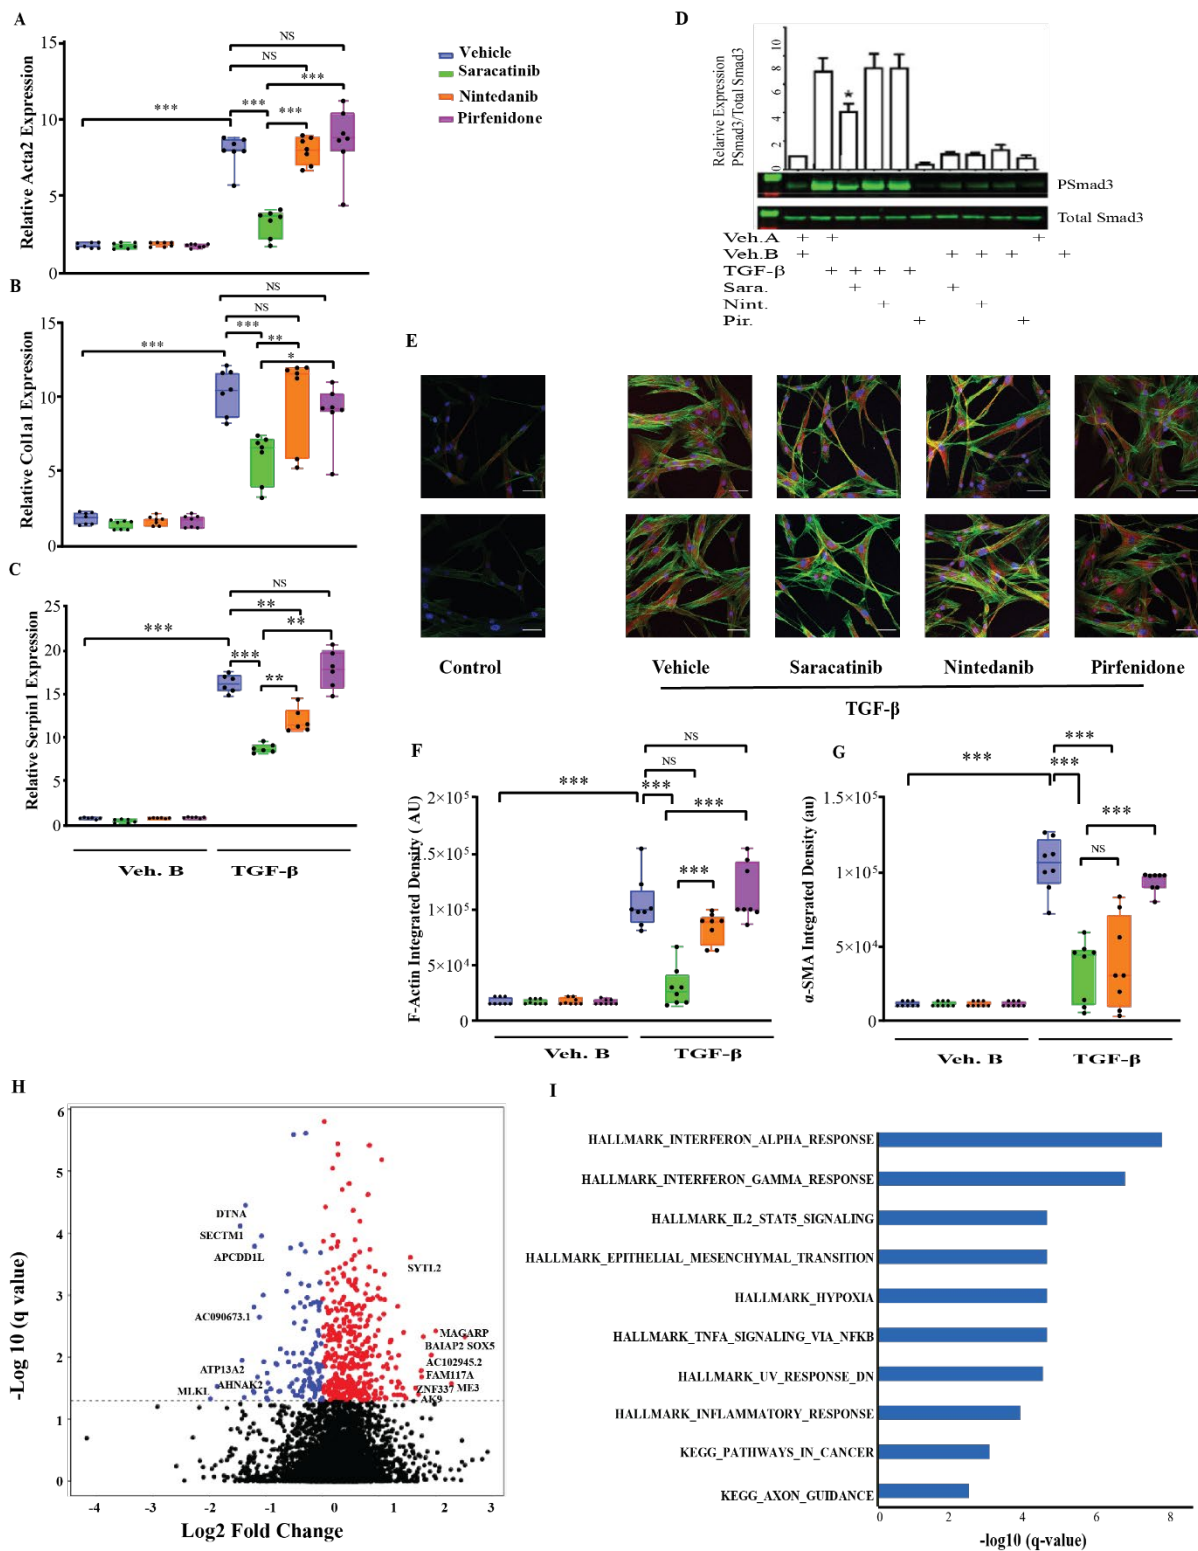 A
Relative Acta2 Expression
15
10
5
0
***
***
***
***
NS
NS
Vehicle
Saracatinib
Nintedanib
Pirfenidone
B
Relative Col1a1 Expression
15
10
5
0
***
***
**
*
NS
NS
C
Relative Serpin1 Expression
25
20
15
10
5
0
***
***
**
**
**
NS
Veh. B
TGF-β
D
Relarive Expression
PSmad3/Total Smad3
10
8
6
4
2
0
*
PSmad3
Total Smad3
Veh.A + + +
Veh.B + + + + +
TGF-β + + + +
Sara. + +
Nint. + +
Pir. + +
E
Control
Vehicle
Saracatinib
Nintedanib
Pirfenidone
TGF-β
F
F-Actin Integrated Density ( AU)
2×10⁵
1.5×10⁵
1×10⁵
5×10⁴
0
***
***
***
***
NS
NS
Veh. B
TGF-β
G
α-SMA Integrated Density (au)
1.5×10⁵
1×10⁵
5×10⁴
0
***
***
***
***
NS
Veh. B
TGF-β
H
-Log 10 (q value)
6
5
4
3
2
1
0
DTNA
SECTM1
APCDD1L
AC090673.1
ATP13A2
AHNAK2
MLKL
SYTL2
MAGARP
BAIAP2 SOX5
AC102945.2
FAM117A
ZNF337 ME3
AK9
-4 -3 -2 -1 0 1 2 3
Log2 Fold Change
I
HALLMARK_INTERFERON_ALPHA_RESPONSE
HALLMARK_INTERFERON_GAMMA_RESPONSE
HALLMARK_IL2_STAT5_SIGNALING
HALLMARK_EPITHELIAL_MESENCHYMAL_TRANSITION
HALLMARK_HYPOXIA
HALLMARK_TNFA_SIGNALING_VIA_NFKB
HALLMARK_UV_RESPONSE_DN
HALLMARK_INFLAMMATORY_RESPONSE
KEGG_PATHWAYS_IN_CANCER
KEGG_AXON_GUIDANCE
0 2 4 6 8
-log10 (q-value)